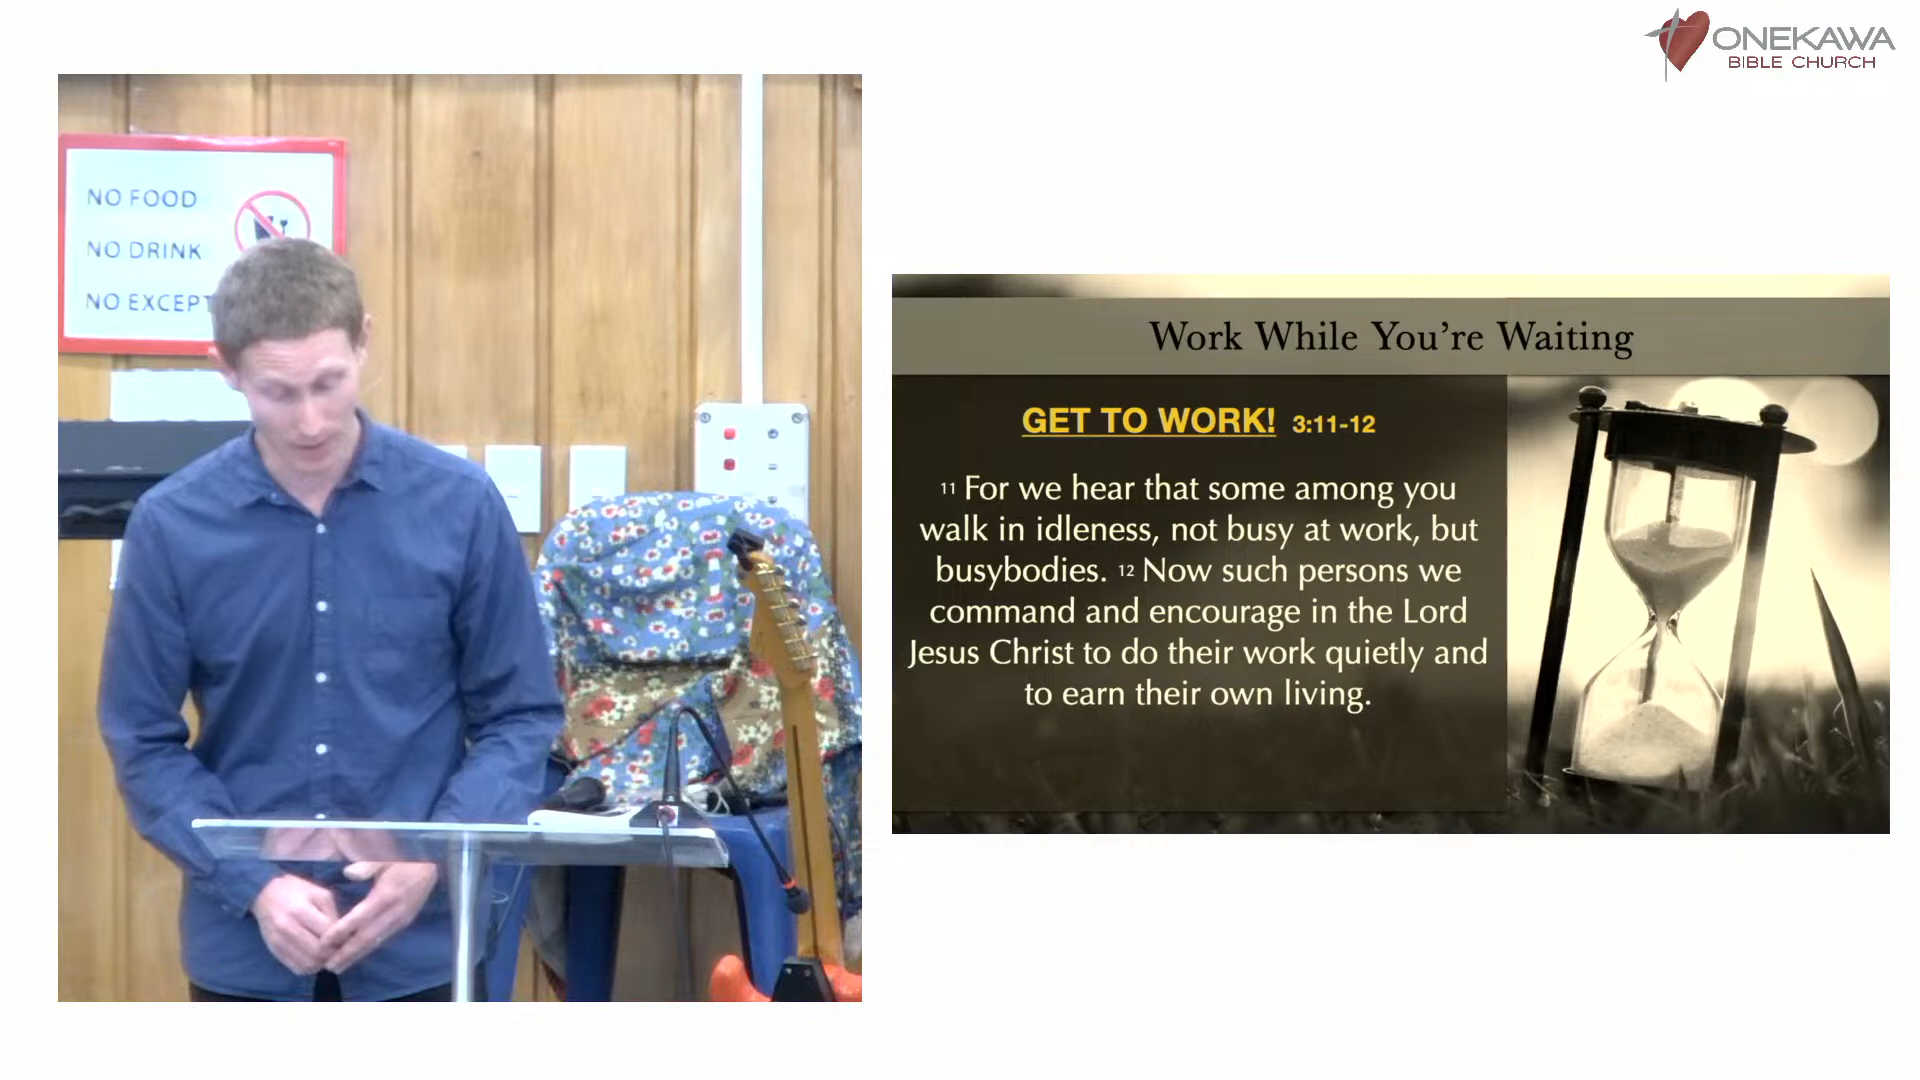 ONEKAWA
BIBLE CHURCH
NO FOOD
NO DRINK
NO EXCEPT
Work While You’re Waiting
GET TO WORK! 3:11-12
11 For we hear that some among you
walk in idleness, not busy at work, but
busybodies. 12 Now such persons we
command and encourage in the Lord
Jesus Christ to do their work quietly and
to earn their own living.